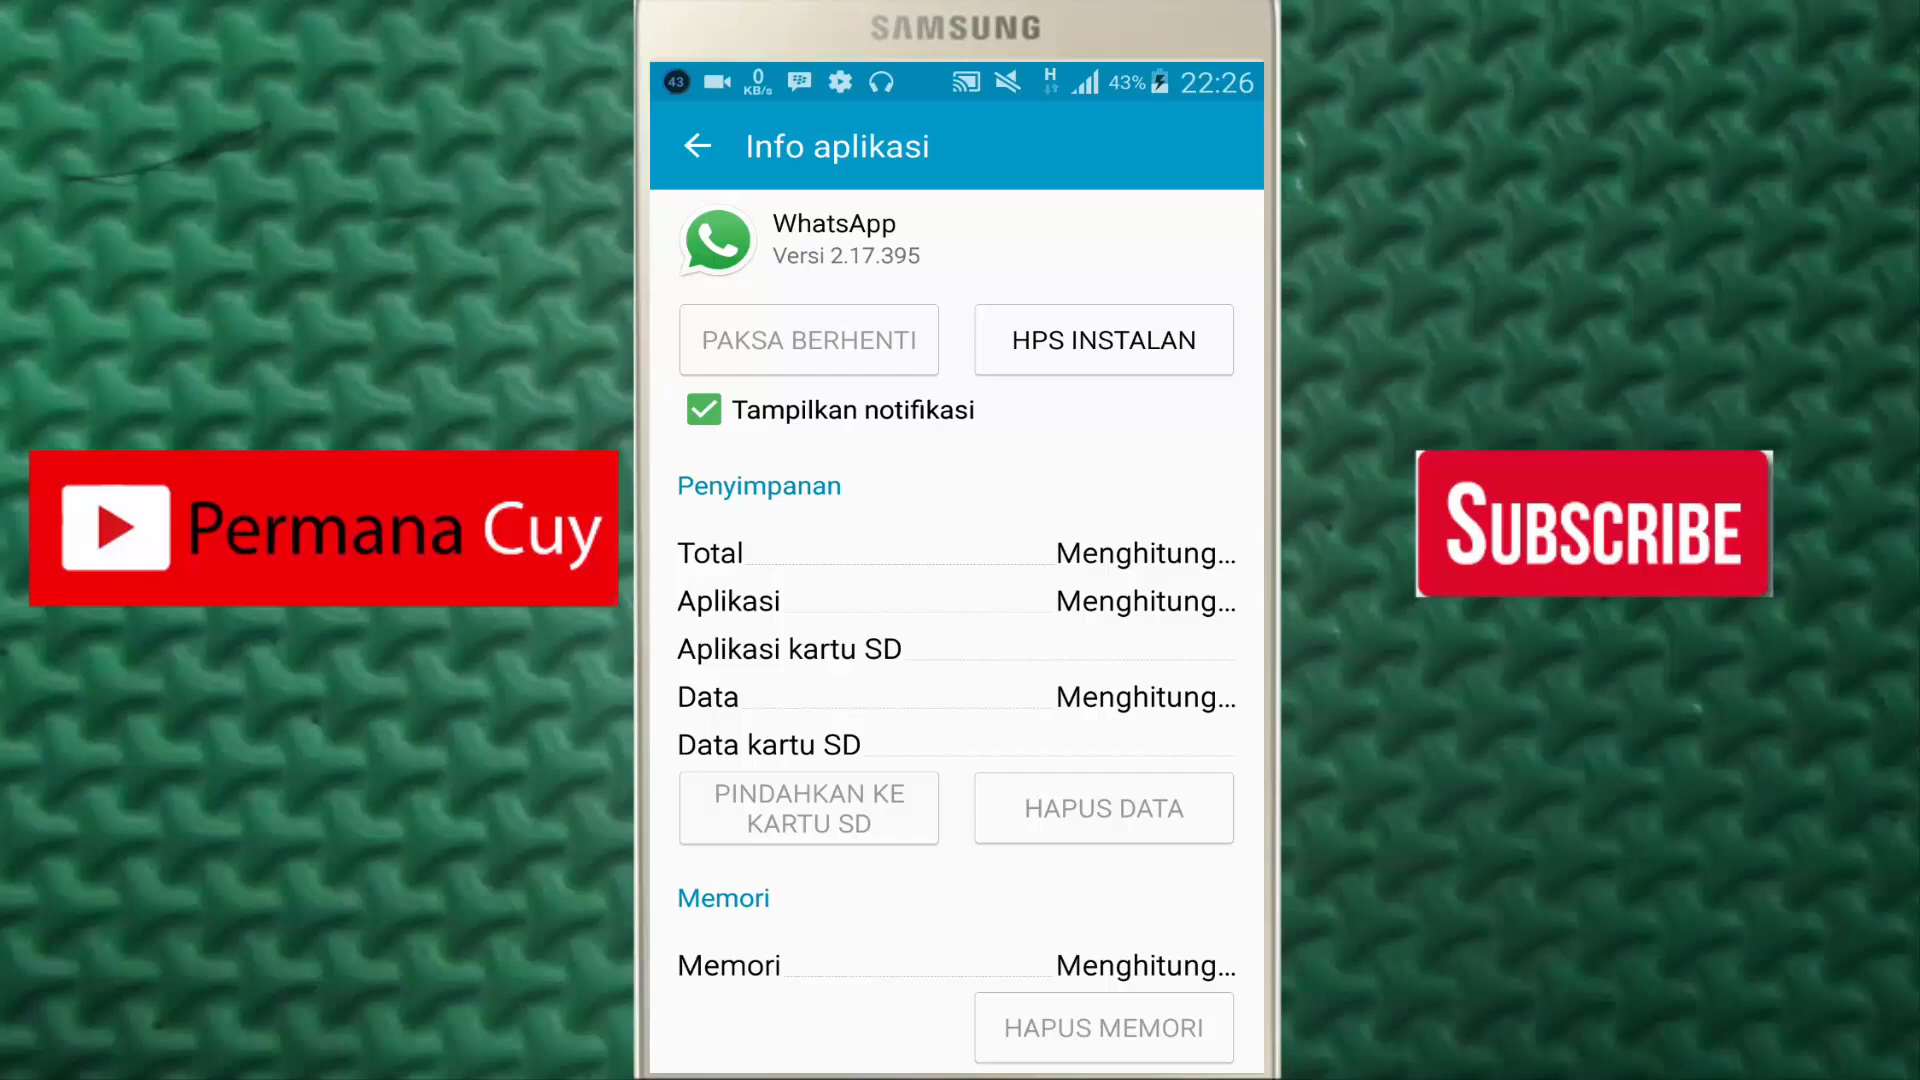 SAMSUNG
43
0
KB/s
H
43%
22:26
Info aplikasi
WhatsApp
Versi 2.17.395
PAKSA BERHENTI
HPS INSTALAN
Tampilkan notifikasi
Penyimpanan
Total Menghitung...
Aplikasi Menghitung...
Aplikasi kartu SD
Data Menghitung...
Data kartu SD
PINDAHKAN KE
KARTU SD
HAPUS DATA
Memori
Memori Menghitung...
HAPUS MEMORI
Permana Cuy
SUBSCRIBE